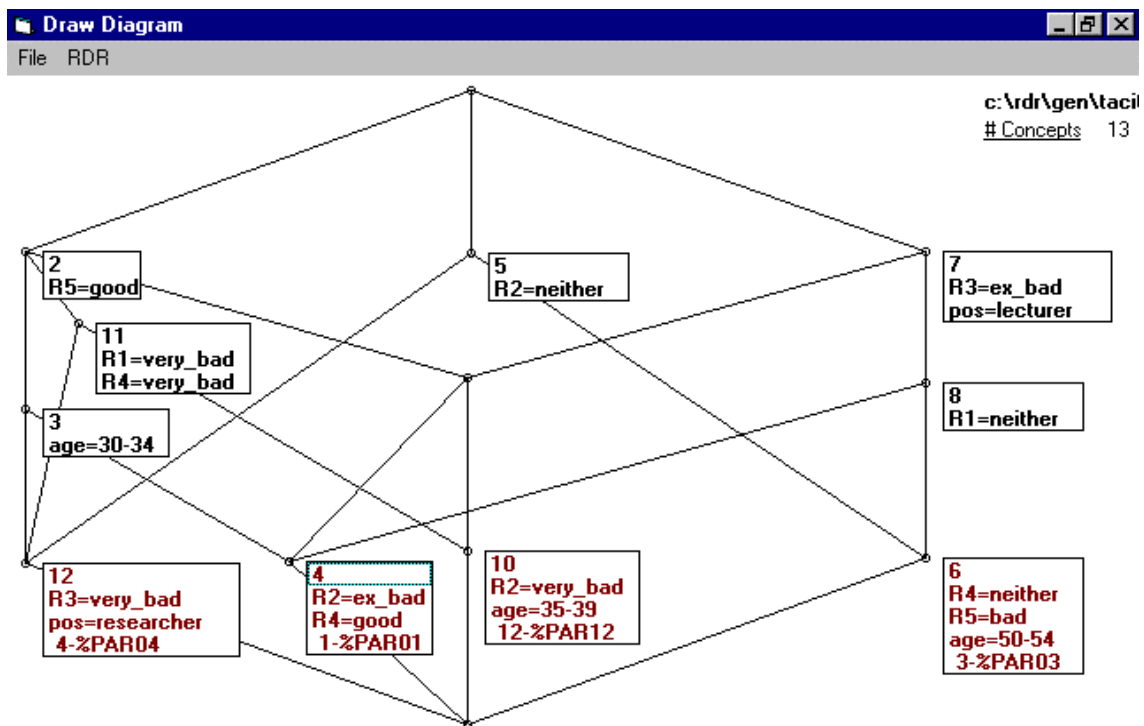 Draw Diagram
File RDR
c:\rdr\gen\taci
# Concepts 13
2
R5=good
5
R2=neither
7
R3=ex_bad
pos=lecturer
11
R1=very_bad
R4=very_bad
3
age=30-34
8
R1=neither
12
R3=very_bad
pos=researcher
4-%PAR04
4
R2=ex_bad
R4=good
1-%PAR01
10
R2=very_bad
age=35-39
12-%PAR12
6
R4=neither
R5=bad
age=50-54
3-%PAR03